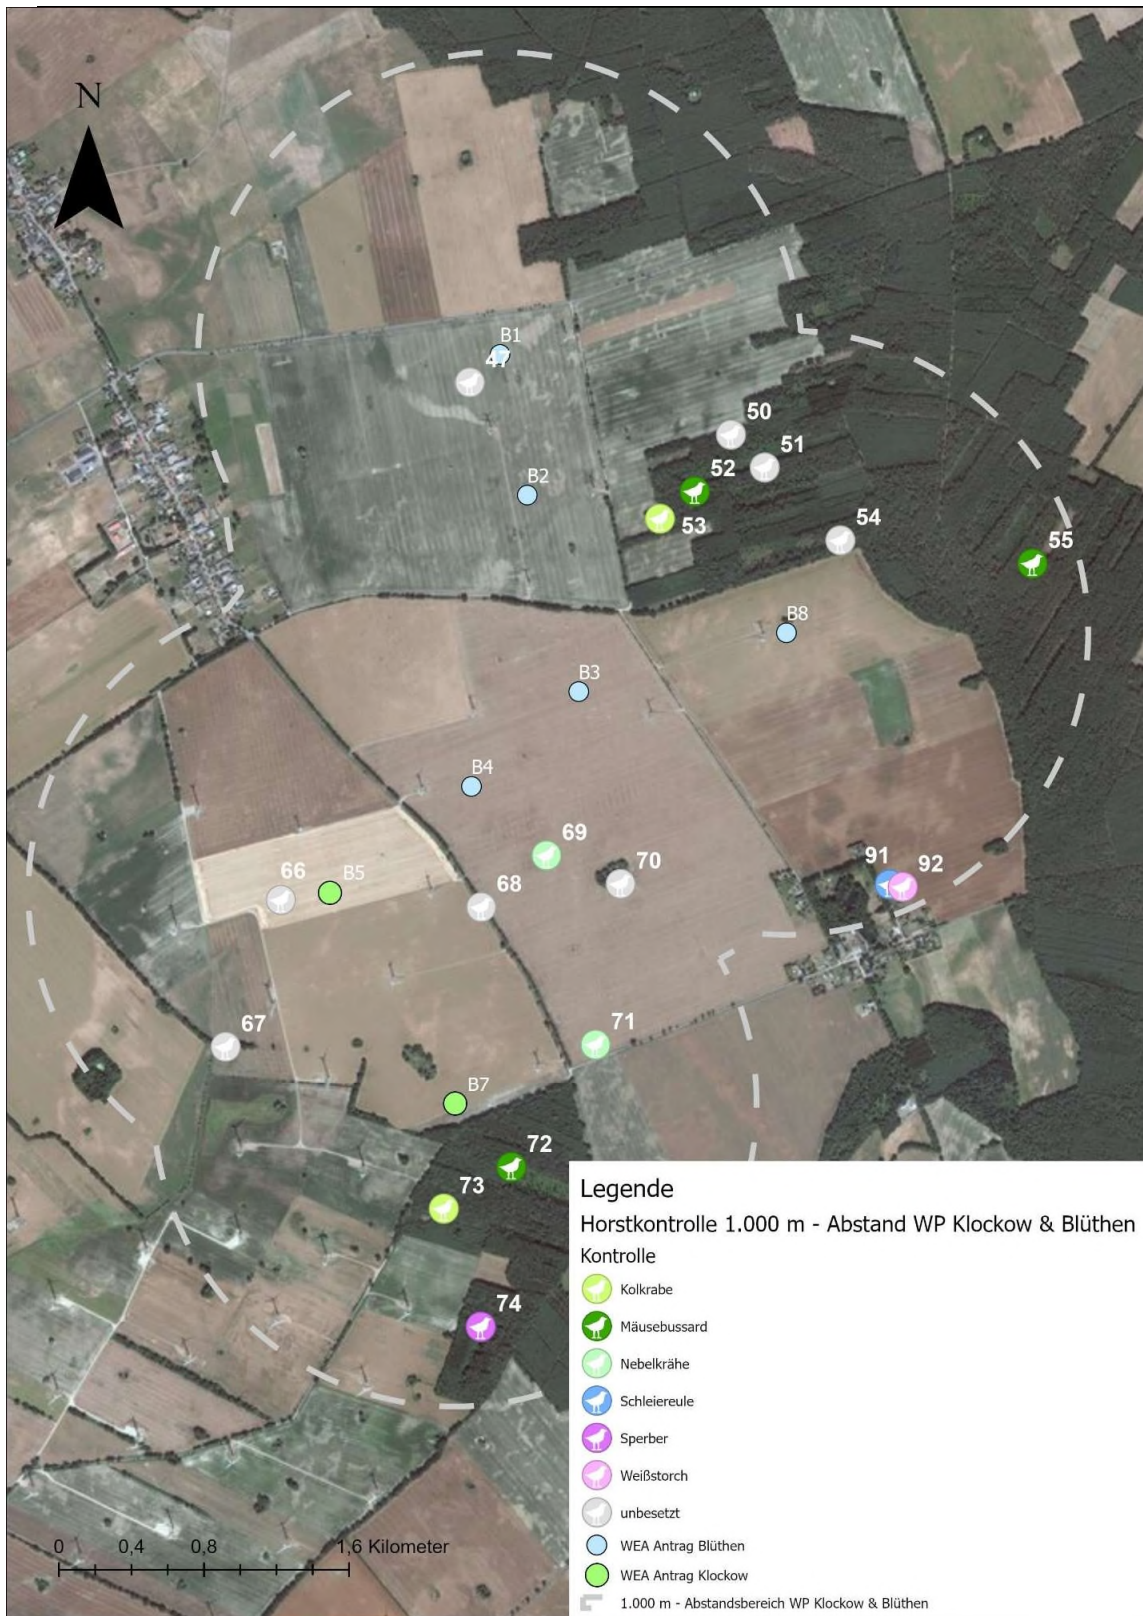 N
B1
47
50
51
B2
52
53
54
55
B8
B3
B4
69
70
91
92
66
B5
68
67
71
B7
72
73
74
Legende
Horstkontrolle 1.000 m - Abstand WP Klockow & Blüthen
Kontrolle
Kolkrabe
Mäusebussard
Nebelkrähe
Schleiereule
Sperber
Weißstorch
unbesetzt
WEA Antrag Blüthen
WEA Antrag Klockow
1.000 m - Abstandsbereich WP Klockow & Blüthen
0 0,4 0,8 1,6 Kilometer